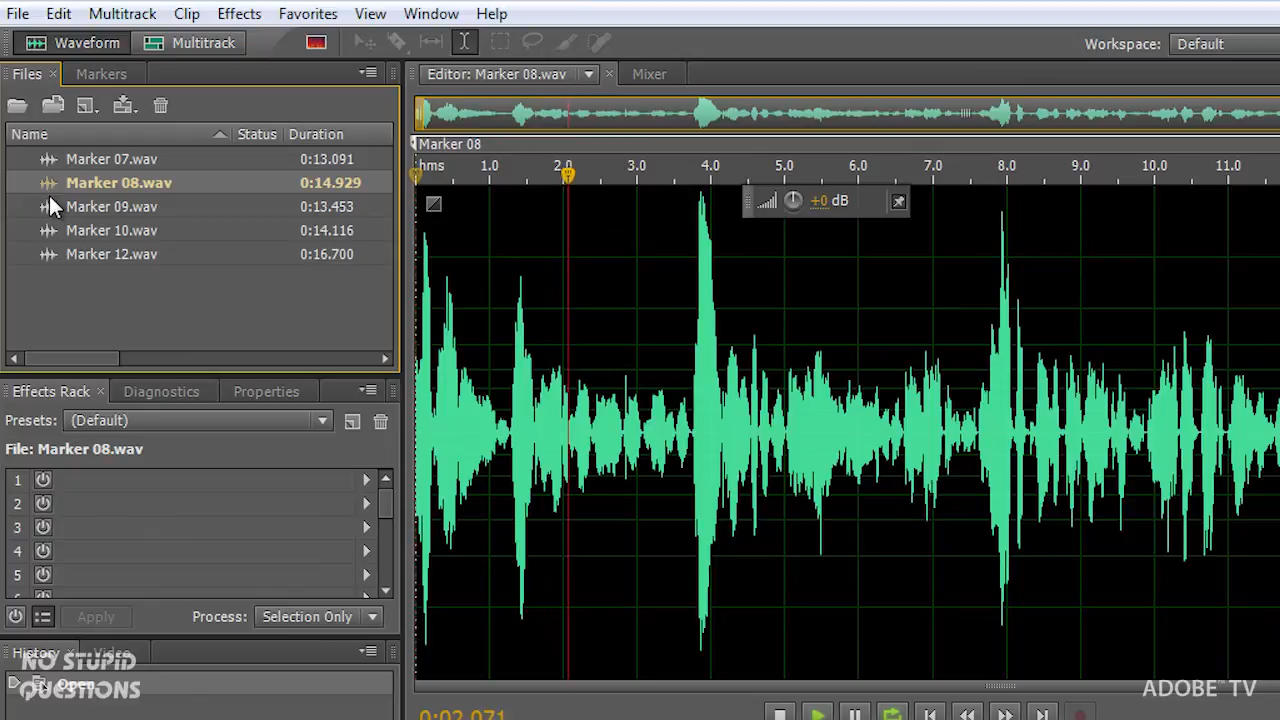 File Edit Multitrack Clip Effects Favorites View Window Help
Waveform Multitrack Workspace: Default
Files × Markers Editor: Marker 08.wav × Mixer
Name Status Duration
Marker 08
Marker 07.wav 0:13.091
hms 1.0 2.0 3.0 4.0 5.0 6.0 7.0 8.0 9.0 10.0 11.0
Marker 08.wav 0:14.929
+0 dB
Marker 09.wav 0:13.453
Marker 10.wav 0:14.116
Marker 12.wav 0:16.700
Effects Rack × Diagnostics Properties
Presets: (Default)
File: Marker 08.wav
1
2
3
4
5
Apply Process: Selection Only
History Video
NO STUPID
QUESTIONS
Open
ADOBE TV
0:02.071